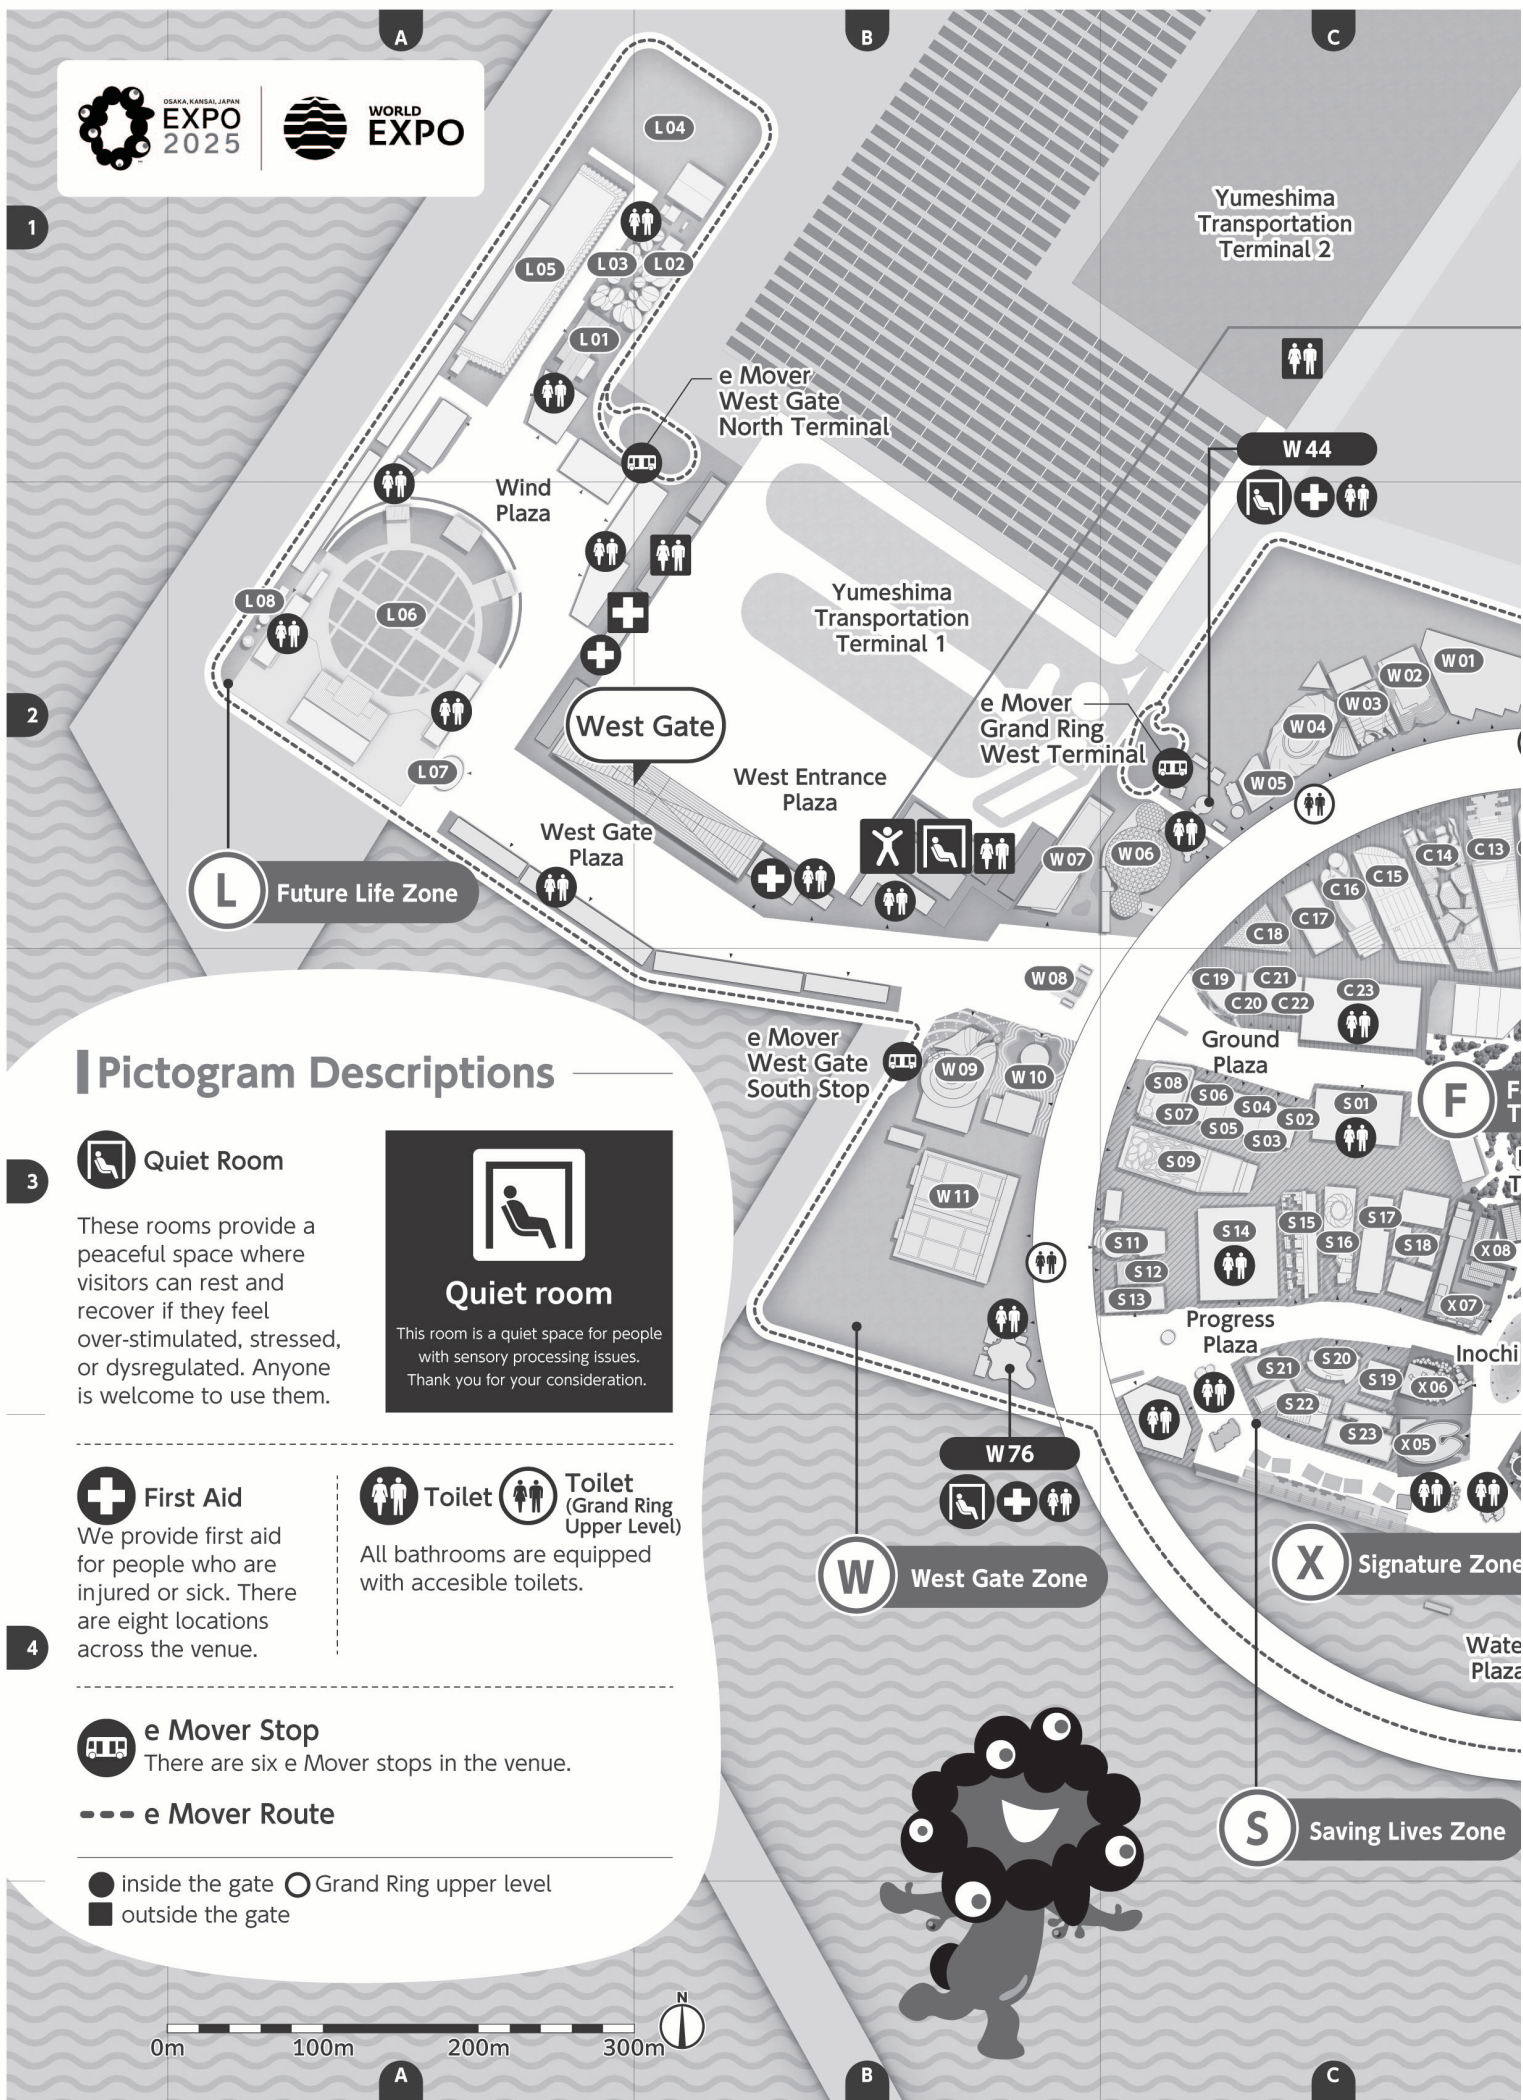 A
B
C
OSAKA, KANSAI, JAPAN
EXPO
2025
WORLD
EXPO
L 04
1
Yumeshima
Transportation
Terminal 2
L 05
L 03
L 02
L 01
e Mover
West Gate
North Terminal
W 44
Wind
Plaza
L 08
L 06
Yumeshima
Transportation
Terminal 1
W 01
W 02
W 03
W 04
W 05
2
West Gate
e Mover
Grand Ring
West Terminal
L 07
West Entrance
Plaza
West Gate
Plaza
W 07
W 06
C 13
C 14
C 15
C 16
C 17
C 18
L
Future Life Zone
W 08
C 19
C 21
C 20
C 22
C 23
Ground
Plaza
e Mover
West Gate
South Stop
W 09
W 10
S 08
S 06
S 04
S 02
S 01
S 07
S 05
S 03
S 09
F
Pictogram Descriptions
Quiet Room
These rooms provide a
peaceful space where
visitors can rest and
recover if they feel
over-stimulated, stressed,
or dysregulated. Anyone
is welcome to use them.
Quiet room
This room is a quiet space for people
with sensory processing issues.
Thank you for your consideration.
3
W 11
S 11
S 12
S 13
S 14
S 15
S 16
S 17
S 18
X 08
X 07
Progress
Plaza
Inochi
S 21
S 20
S 19
X 06
S 22
S 23
X 05
W 76
First Aid
We provide first aid
for people who are
injured or sick. There
are eight locations
across the venue.
Toilet
Toilet
(Grand Ring
Upper Level)
All bathrooms are equipped
with accesible toilets.
W
West Gate Zone
X
Signature Zone
4
Wate
Plaza
e Mover Stop
There are six e Mover stops in the venue.
e Mover Route
S
Saving Lives Zone
inside the gate
Grand Ring upper level
outside the gate
N
0m
100m
200m
300m
A
B
C